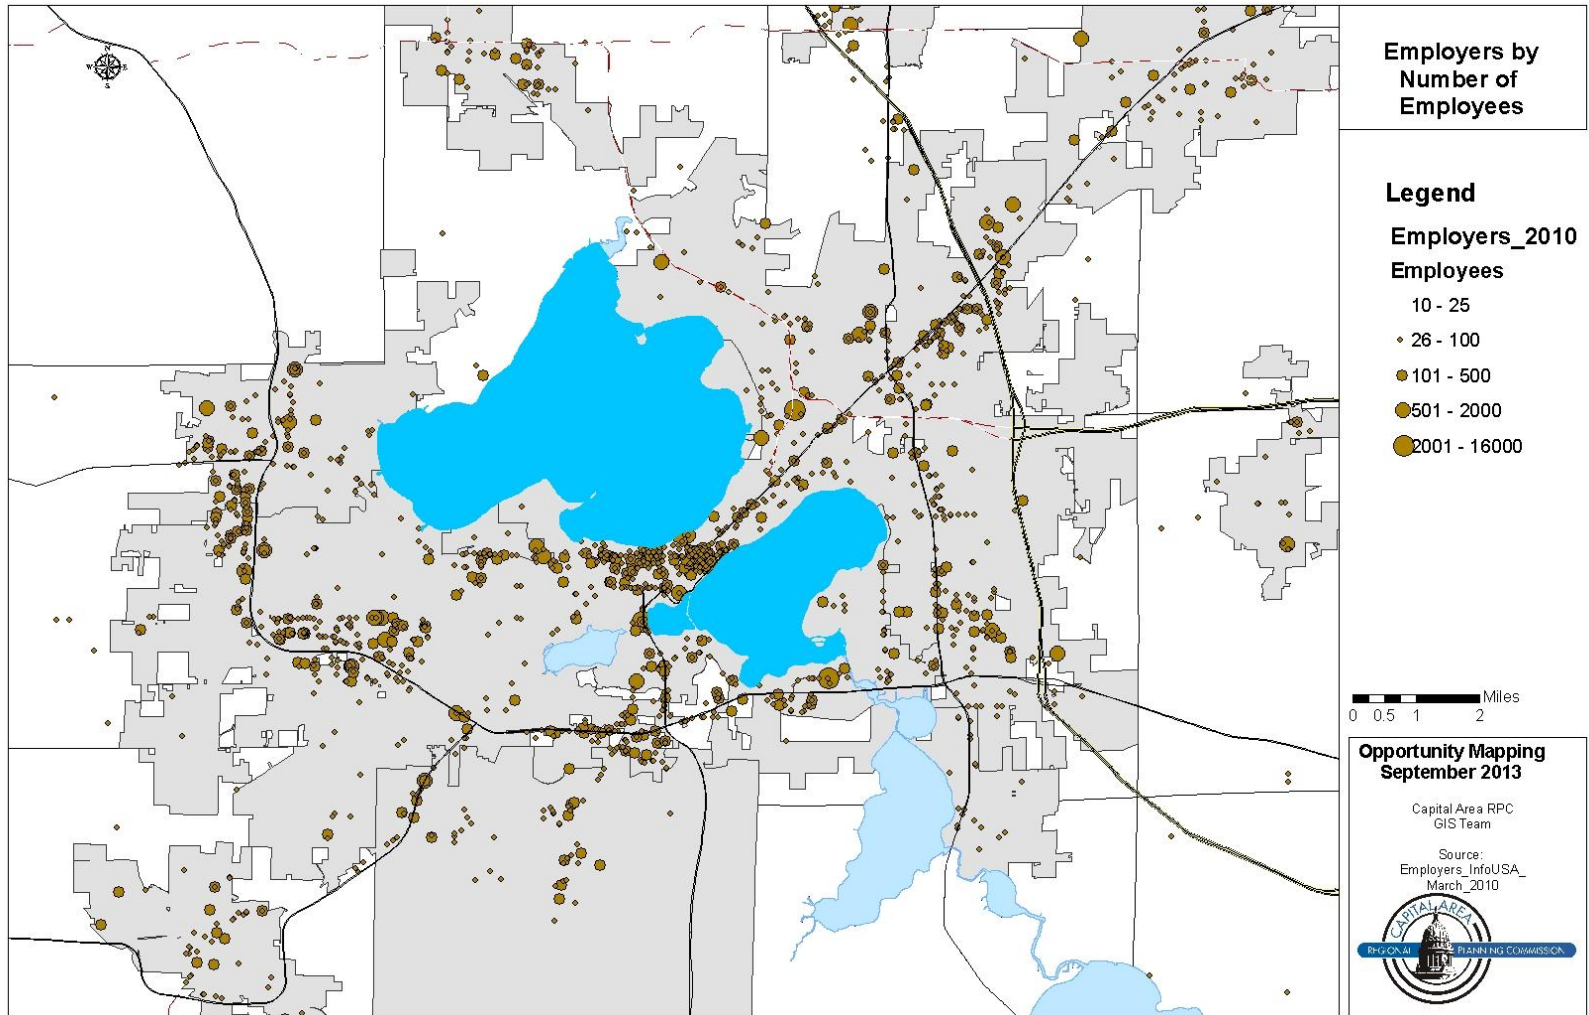 Employers by
Number of
Employees
N
W E
S
Legend
Employers_2010
Employees
10 - 25
26 - 100
101 - 500
501 - 2000
2001 - 16000
Miles
0 0.5 1 2
Opportunity Mapping
September 2013
Capital Area RPC
GIS Team
Source:
Employers_InfoUSA_
March_2010
CAPITAL AREA
REGIONAL PLANNING COMMISSION